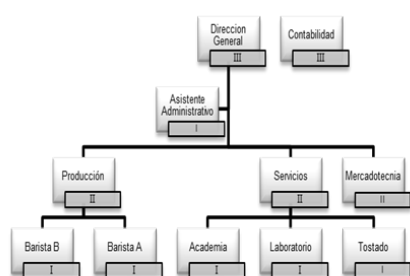 Direccion
General
III
Contabilidad
III
Asistente
Administrativo
I
Producción
II
Servicios
II
Mercadotecnia
II
Barista B
I
Barista A
I
Academia
I
Laboratorio
I
Tostado
I